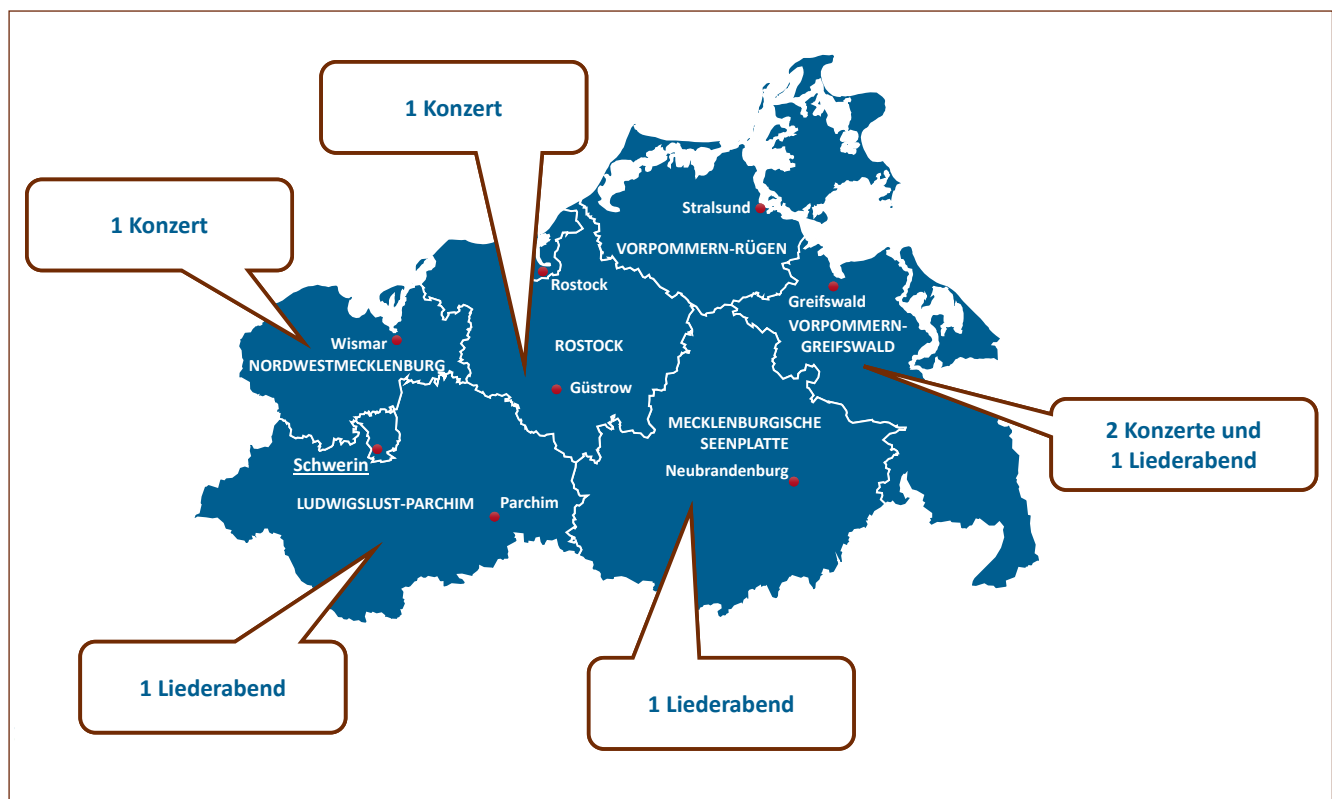 1 Konzert
1 Konzert
Stralsund
VORPOMMERN-RÜGEN
Rostock
Greifswald
VORPOMMERN-
GREIFSWALD
Wismar
NORDWESTMECKLENBURG
ROSTOCK
Güstrow
MECKLENBURGISCHE
SEENPLATTE
Neubrandenburg
2 Konzerte und
1 Liederabend
Schwerin
LUDWIGSLUST-PARCHIM
Parchim
1 Liederabend
1 Liederabend